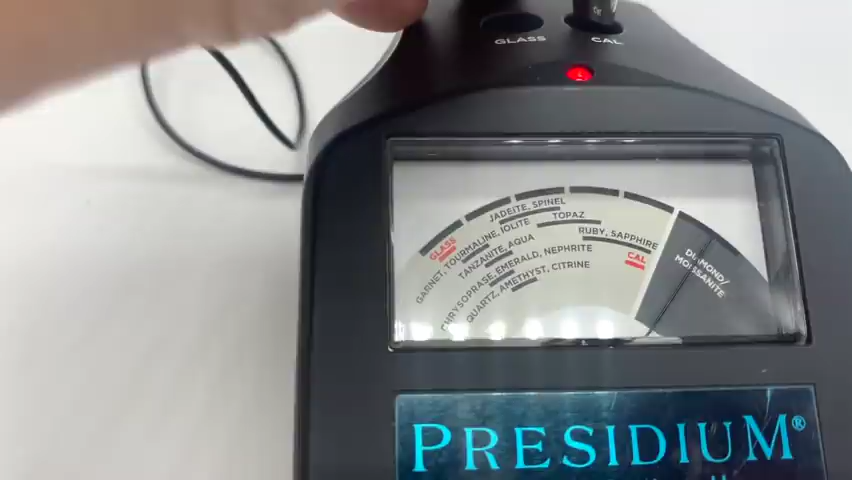 GLASS CAL
JADEITE, SPINEL
TOPAZ
RUBY, SAPPHIRE
GLASS
GARNET, TOURMALINE, IOLITE
TANZANITE, AQUA
CAL
CHRYSOPRASE, EMERALD, NEPHRITE
QUARTZ, AMETHYST, CITRINE
DIAMOND/
MOISSANITE
PRESIDIUM®